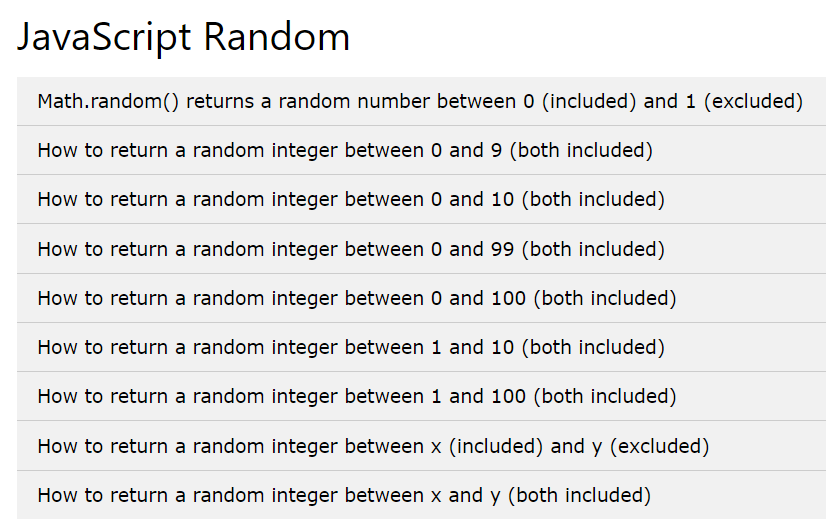 JavaScript Random
Math.random() returns a random number between 0 (included) and 1 (excluded)
How to return a random integer between 0 and 9 (both included)
How to return a random integer between 0 and 10 (both included)
How to return a random integer between 0 and 99 (both included)
How to return a random integer between 0 and 100 (both included)
How to return a random integer between 1 and 10 (both included)
How to return a random integer between 1 and 100 (both included)
How to return a random integer between x (included) and y (excluded)
How to return a random integer between x and y (both included)